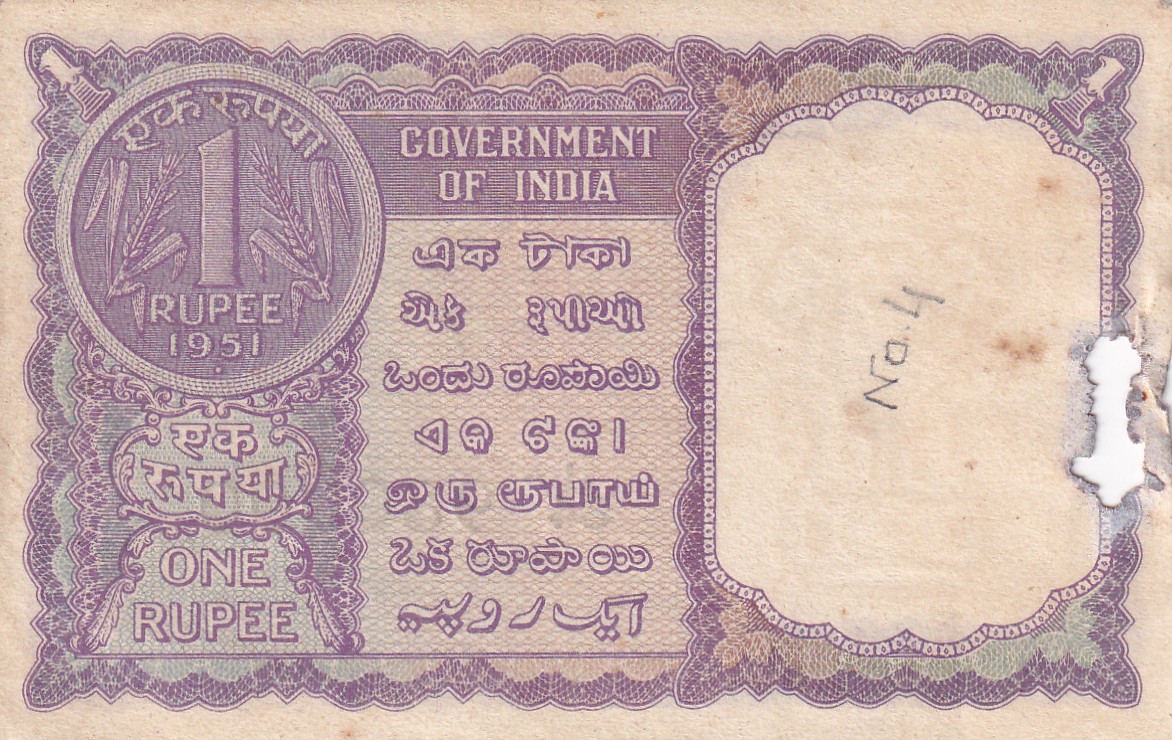 एक रुपया
1
RUPEE
1951
एक
रूपया
ONE
RUPEE
GOVERNMENT
OF INDIA
এক টাকা
એક રૂપીઓ
ಒಂದು ರೂಪಾಯಿ
ଏକ ଟଙ୍କା
ஒரு ரூபாய்
ఒక రూపాయి
ایک روپیہ
No.4